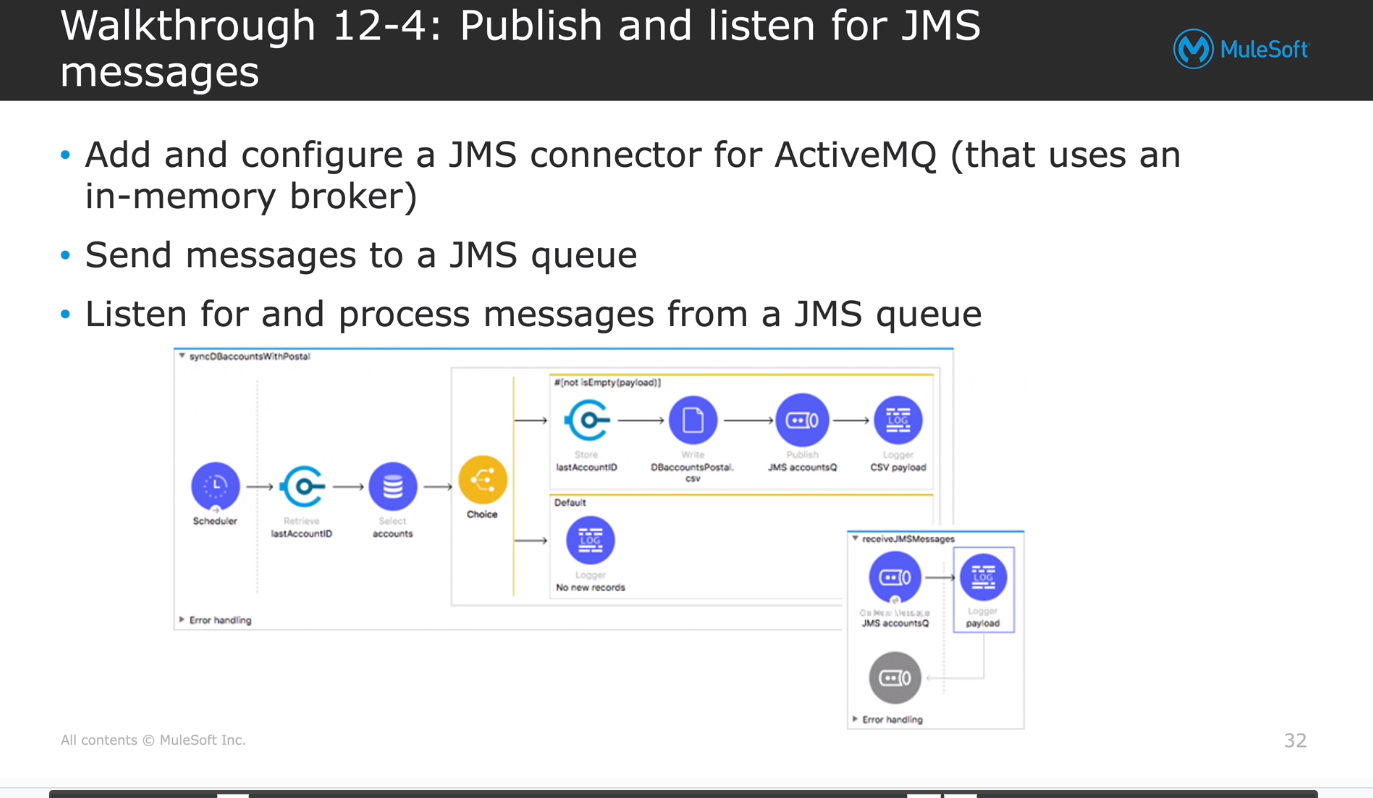 Walkthrough 12-4: Publish and listen for JMS
messages
MuleSoft
• Add and configure a JMS connector for ActiveMQ (that uses an
in-memory broker)
• Send messages to a JMS queue
• Listen for and process messages from a JMS queue
syncDBaccountsWithPostal
#[not isEmpty(payload)]
LOG
Store
lastAccountID
Write
DBaccountsPostal.
csv
Publish
JMS accountsQ
Logger
CSV payload
Scheduler
Retrieve
lastAccountID
Select
accounts
Choice
Default
LOG
Logger
No new records
Error handling
receiveJMSMessages
LOG
On New Message
JMS accountsQ
Logger
payload
Error handling
All contents © MuleSoft Inc.
32